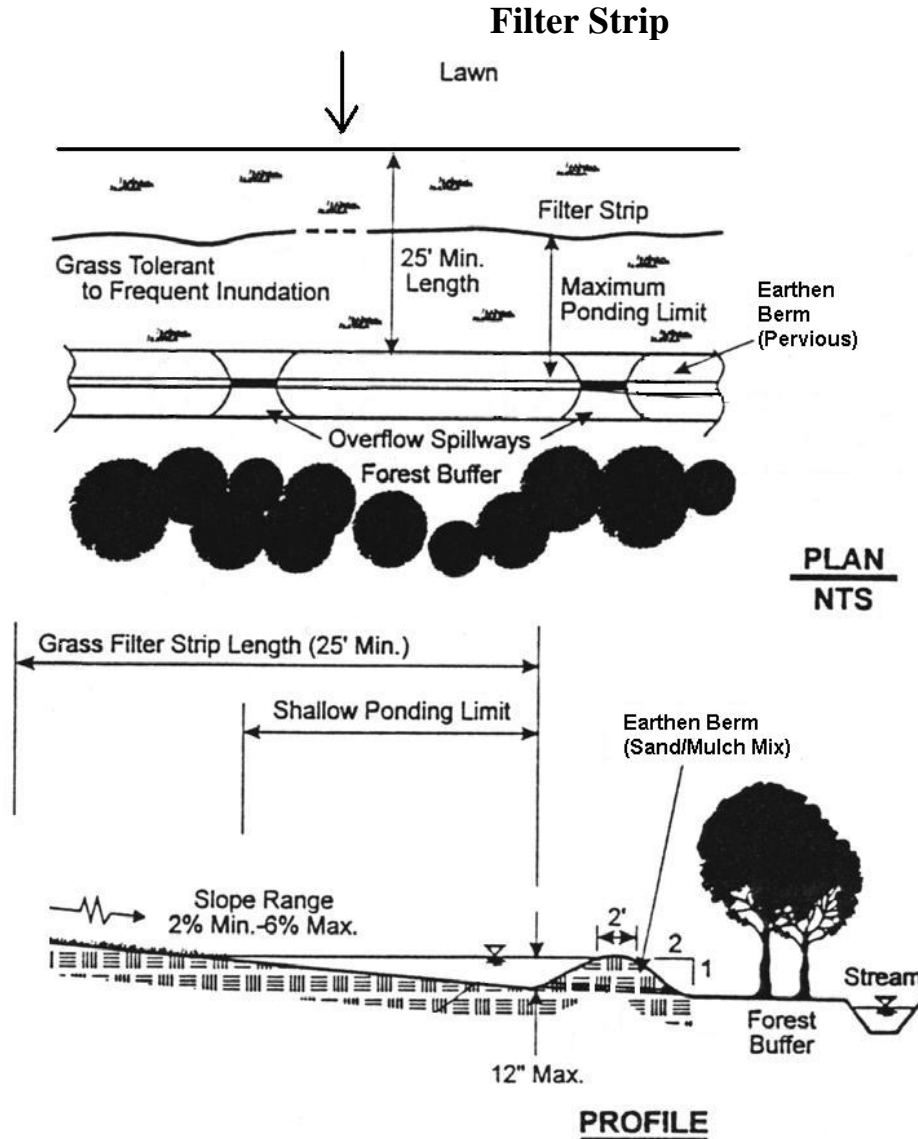 Filter Strip
Lawn
Filter Strip
Grass Tolerant
to Frequent Inundation
25' Min.
Length
Maximum
Ponding Limit
Earthen
Berm
(Pervious)
Overflow Spillways
Forest Buffer
PLAN
NTS
Grass Filter Strip Length (25' Min.)
Shallow Ponding Limit
Earthen Berm
(Sand/Mulch Mix)
Slope Range
2% Min.-6% Max.
2'
2
1
Stream
Forest
Buffer
12" Max.
PROFILE